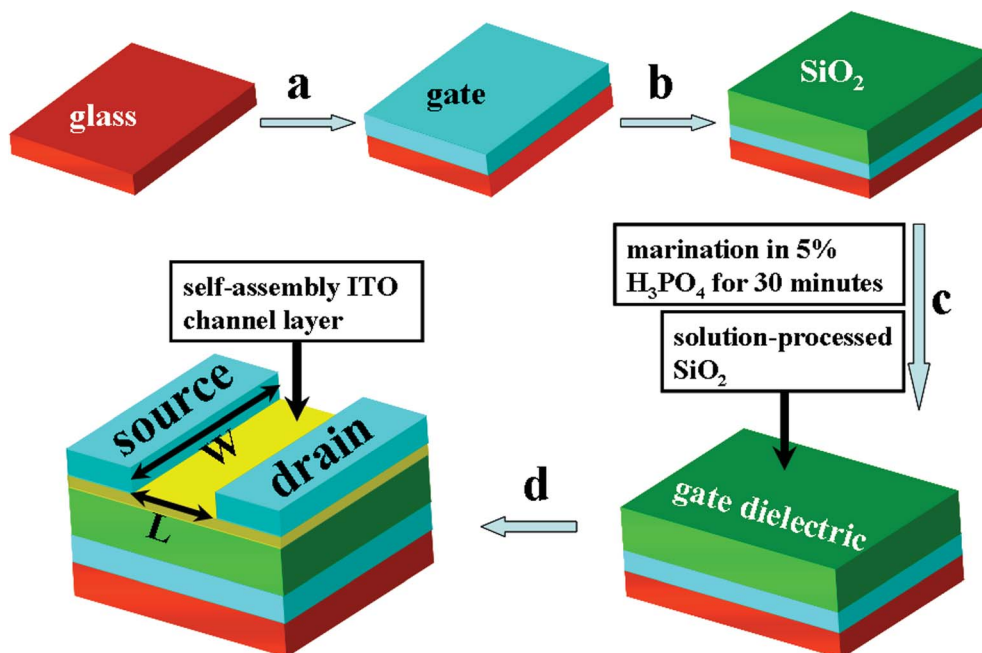 glass
a
gate
b
SiO₂
marination in 5%
H₃PO₄ for 30 minutes
c
solution-processed
SiO₂
self-assembly ITO
channel layer
source
W
drain
L
d
gate dielectric